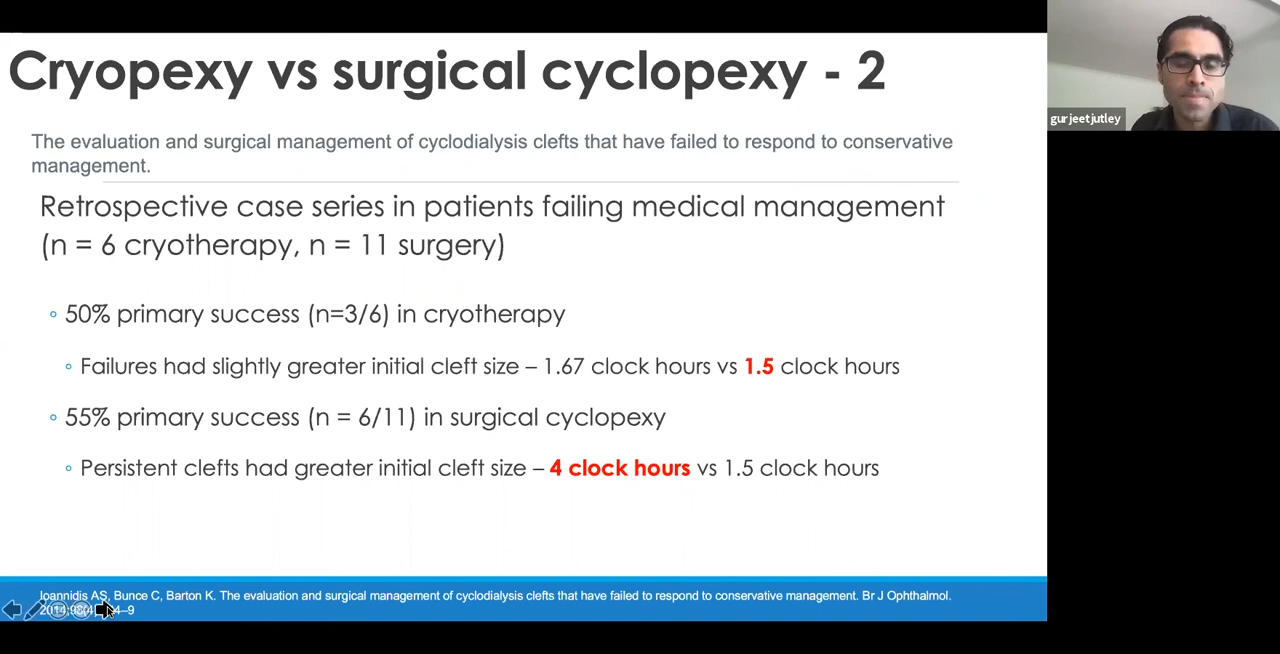 Cryopexy vs surgical cyclopexy - 2
gurjeetjutley
The evaluation and surgical management of cyclodialysis clefts that have failed to respond to conservative
management.
Retrospective case series in patients failing medical management
(n = 6 cryotherapy, n = 11 surgery)
◦ 50% primary success (n=3/6) in cryotherapy
◦ Failures had slightly greater initial cleft size – 1.67 clock hours vs 1.5 clock hours
◦ 55% primary success (n = 6/11) in surgical cyclopexy
◦ Persistent clefts had greater initial cleft size – 4 clock hours vs 1.5 clock hours
Ioannidis AS, Bunce C, Barton K. The evaluation and surgical management of cyclodialysis clefts that have failed to respond to conservative management. Br J Ophthalmol.
2014;98(4) 4–9